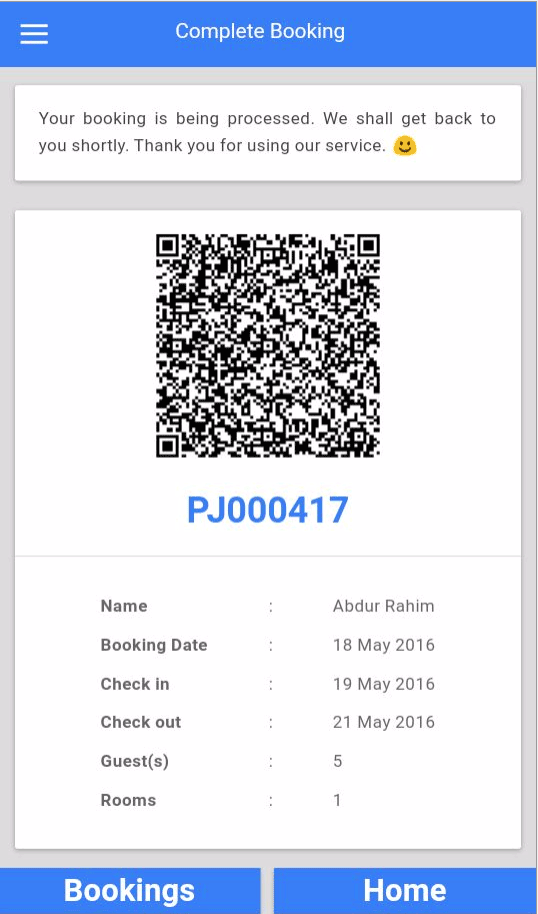 Complete Booking
Your booking is being processed. We shall get back to
you shortly. Thank you for using our service. 🙂
PJ000417
Name : Abdur Rahim
Booking Date : 18 May 2016
Check in : 19 May 2016
Check out : 21 May 2016
Guest(s) : 5
Rooms : 1
Bookings Home